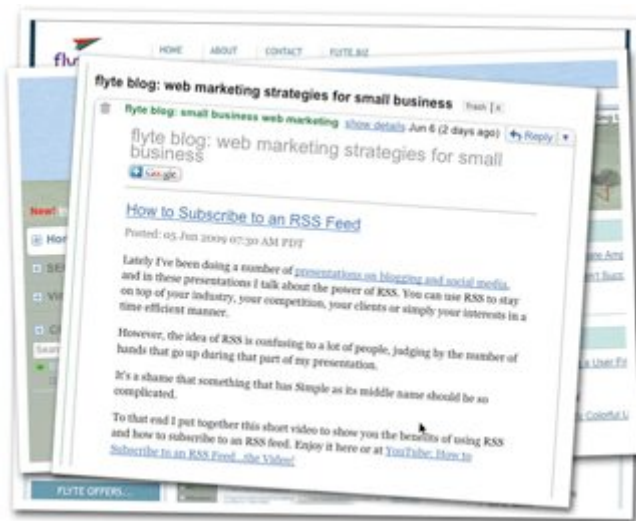 fly
HOME ABOUT CONTACT FLYTE.BIZ
flyte blog: web marketing strategies for small business Trash X
flyte blog: small business web marketing show details Jun 6 (2 days ago) Reply
flyte blog: web marketing strategies for small
business
Google
How to Subscribe to an RSS Feed
Posted: 05 Jun 2009 07:30 AM PDT
Lately I've been doing a number of presentations on blogging and social media,
and in these presentations I talk about the power of RSS. You can use RSS to stay
on top of your industry, your competition, your clients or simply your interests in a
time efficient manner.
However, the idea of RSS is confusing to a lot of people, judging by the number of
hands that go up during that part of my presentation.
It's a shame that something that has Simple as its middle name should be so
complicated.
To that end I put together this short video to show you the benefits of using RSS
and how to subscribe to an RSS feed. Enjoy it here or at YouTube: How to
Subscribe to an RSS Feed...the Video!
New!
Hor
SE
Sear
a User Fri
Colorful L
FLYTE OFFERS...